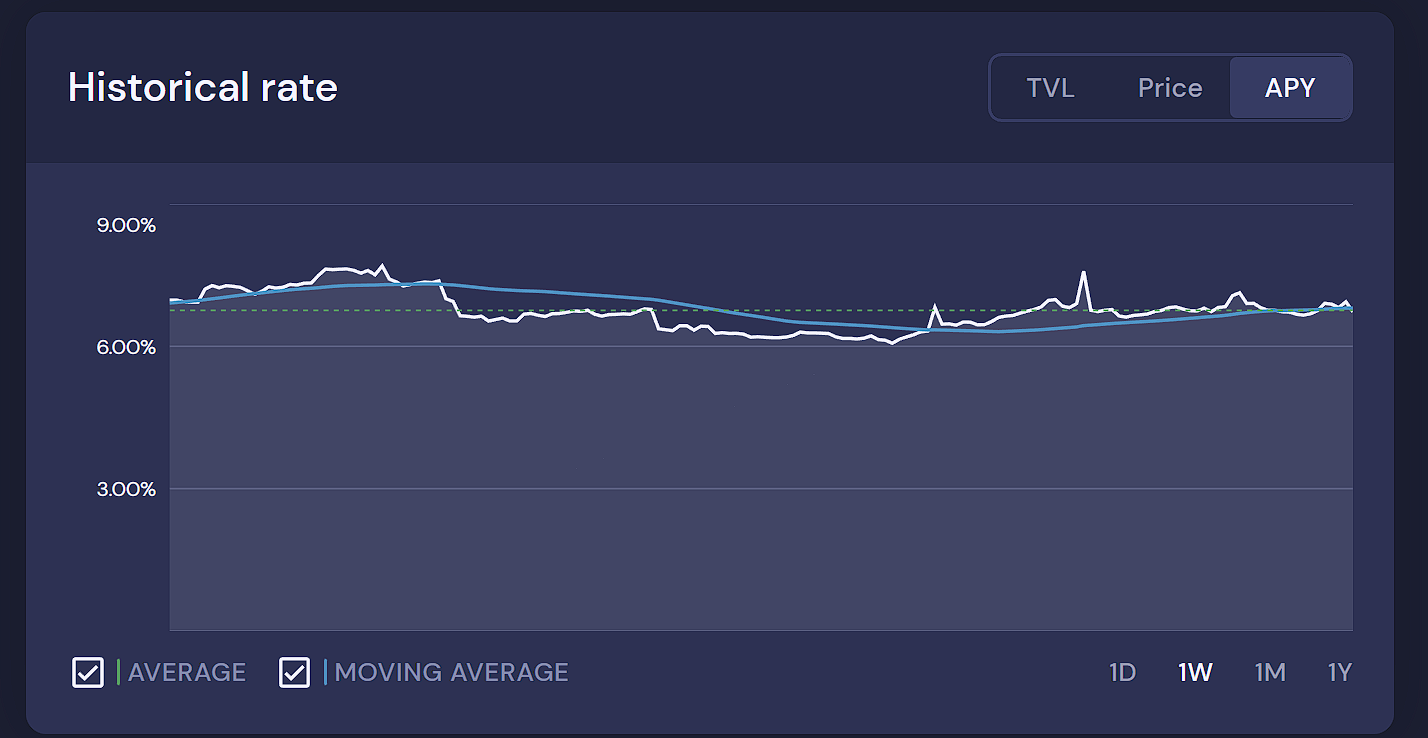 Historical rate
TVL Price APY
9.00%
6.00%
3.00%
AVERAGE MOVING AVERAGE
1D 1W 1M 1Y